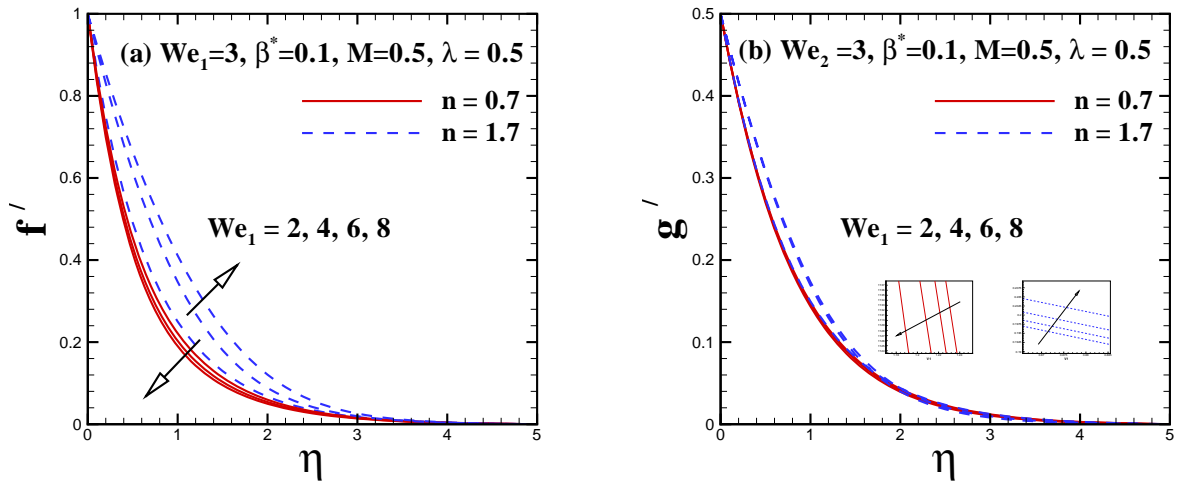 (a) We₁=3, β*=0.1, M=0.5, λ = 0.5
n = 0.7
n = 1.7
We₁ = 2, 4, 6, 8
f ′
1
0.8
0.6
0.4
0.2
0
0 1 2 3 4 5
η
(b) We₂ =3, β*=0.1, M=0.5, λ = 0.5
n = 0.7
n = 1.7
We₁ = 2, 4, 6, 8
g ′
0.5
0.4
0.3
0.2
0.1
0
0 1 2 3 4 5
η